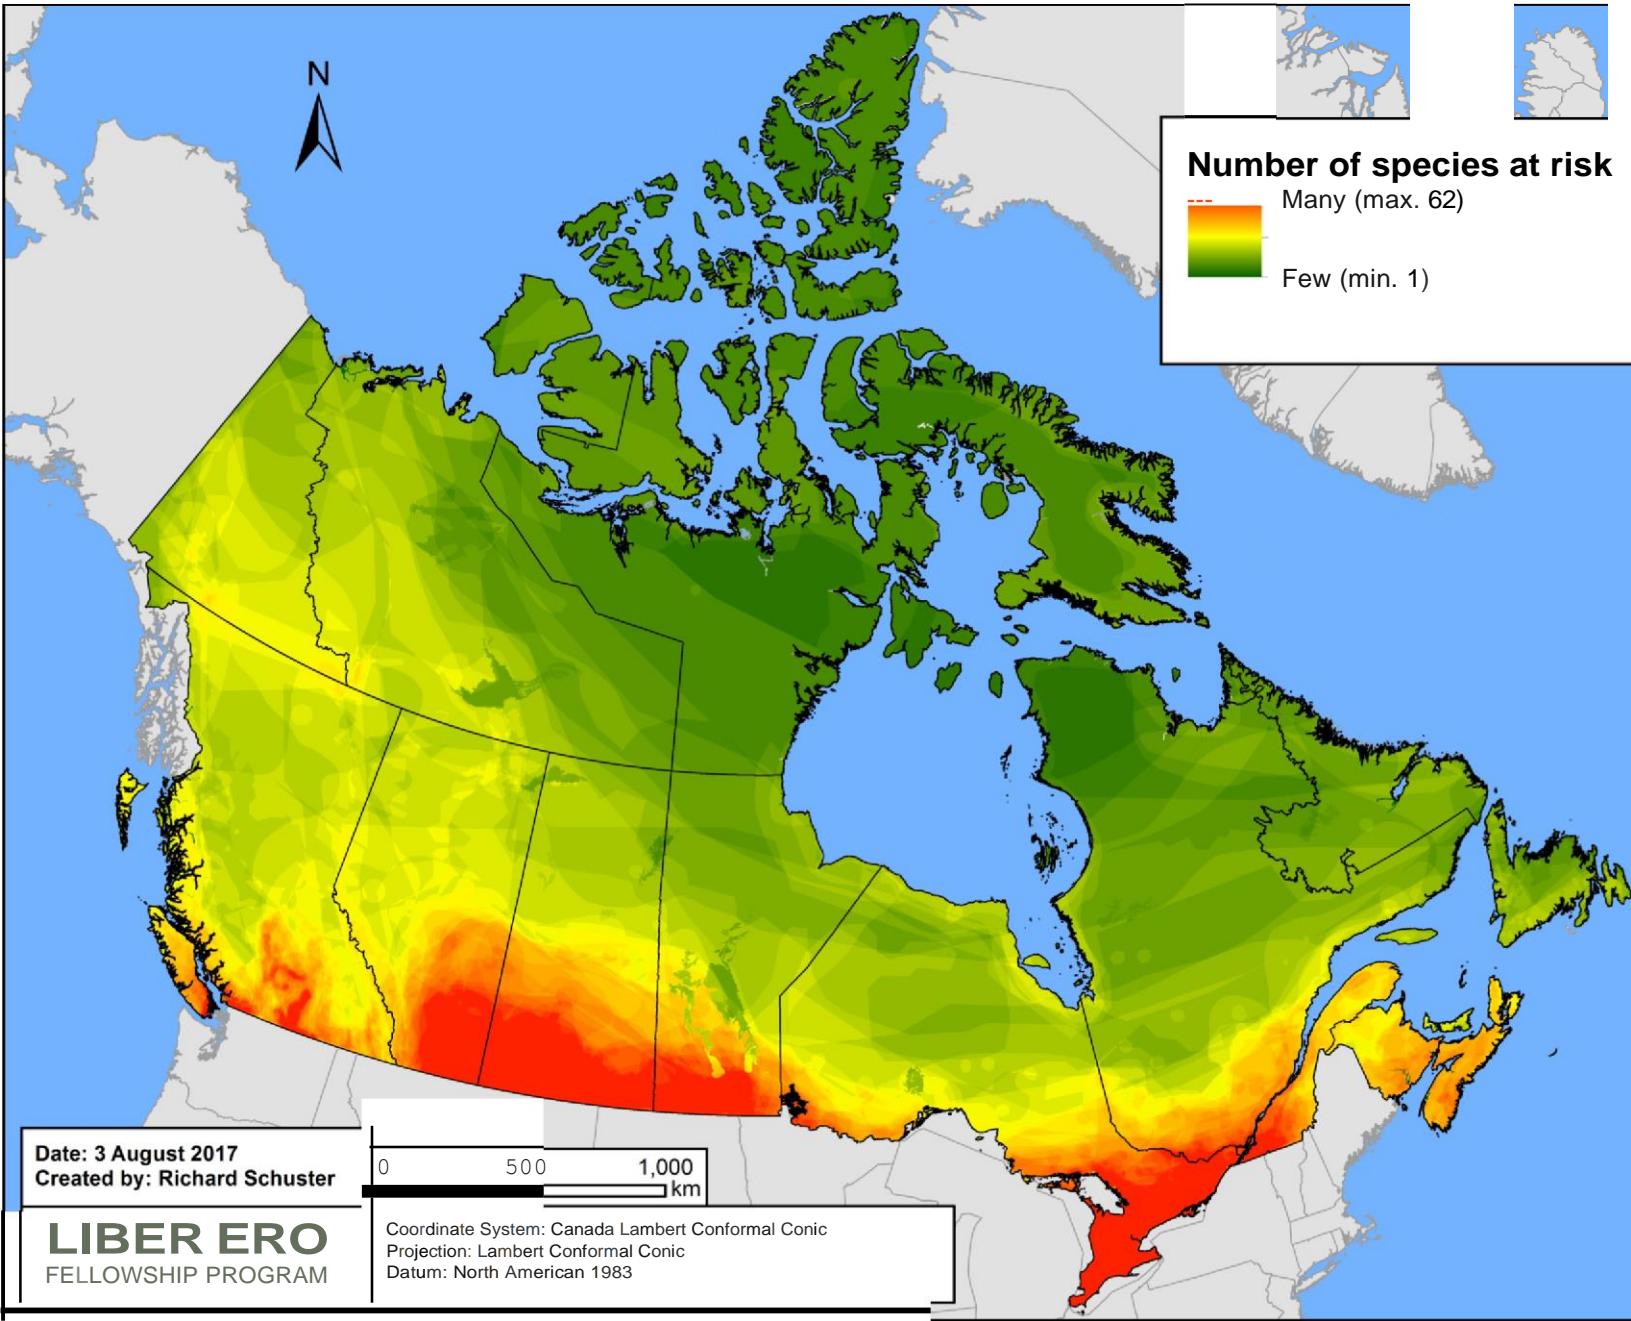 N
Number of species at risk
Many (max. 62)
Few (min. 1)
Date: 3 August 2017
Created by: Richard Schuster
0 500 1,000
km
LIBER ERO
FELLOWSHIP PROGRAM
Coordinate System: Canada Lambert Conformal Conic
Projection: Lambert Conformal Conic
Datum: North American 1983